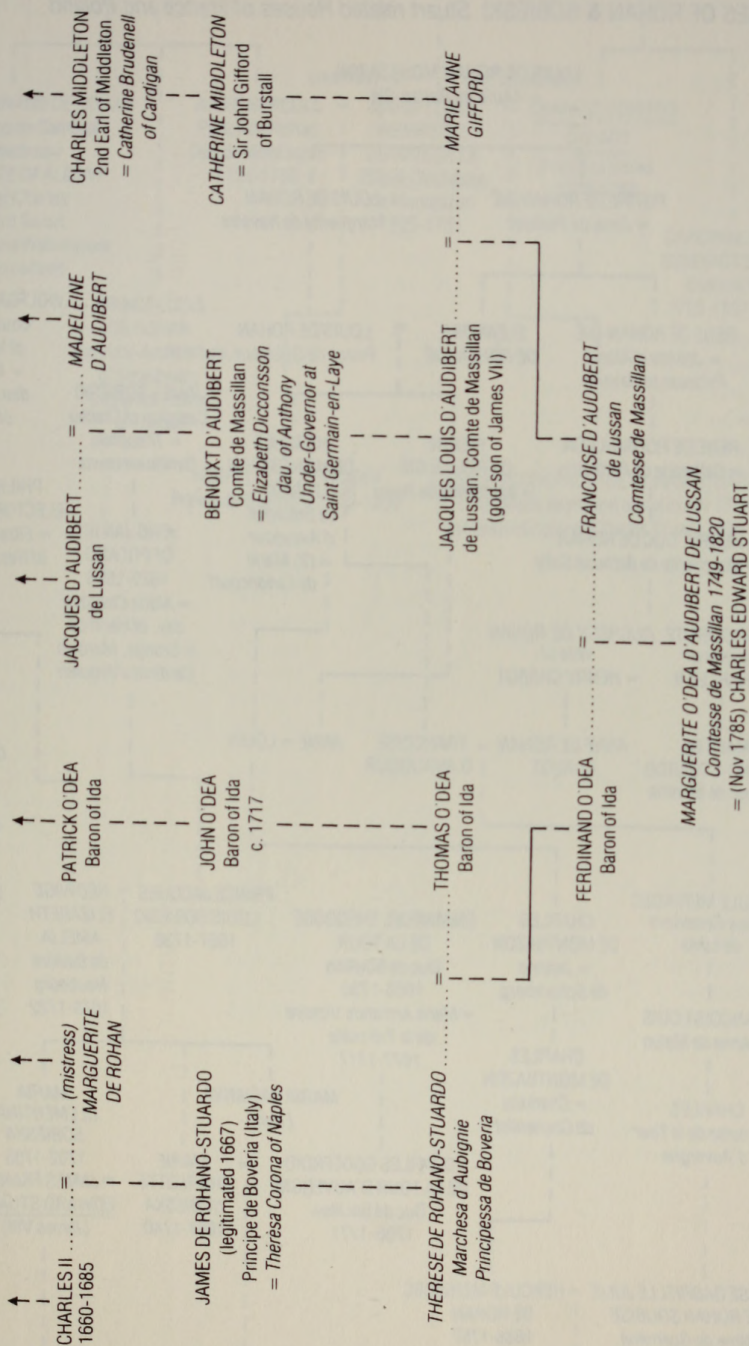 CHARLES II
1660-1685
=
(mistress)
MARGUERITE
DE ROHAN
PATRICK O'DEA
Baron of Ida
JACQUES D'AUDIBERT
de Lussan
=
MADELEINE
D'AUDIBERT
CHARLES MIDDLETON
2nd Earl of Middleton
= Catherine Brudenell
of Cardigan
JAMES DE ROHANO-STUARDO
(legitimated 1667)
Principe de Boveria (Italy)
= Thérèsa Corona of Naples
JOHN O'DEA
Baron of Ida
c. 1717
BENOIXT D'AUDIBERT
Comte de Massillan
= Elizabeth Dicconsson
dau. of Anthony
Under-Governor at
Saint Germain-en-Laye
CATHERINE MIDDLETON
= Sir John Gifford
of Burstall
THERESE DE ROHANO-STUARDO
Marchesa d'Aubignie
Principessa de Boveria
=
THOMAS O'DEA
Baron of Ida
JACQUES LOUIS D'AUDIBERT
de Lussan. Comte de Massillan
(god-son of James VII)
=
MARIE ANNE
GIFFORD
FERDINAND O'DEA
Baron of Ida
=
FRANCOISE D'AUDIBERT
de Lussan
Comtesse de Massillan
MARGUERITE O'DEA D'AUDIBERT DE LUSSAN
Comtesse de Massillan 1749-1820
= (Nov 1785) CHARLES EDWARD STUART